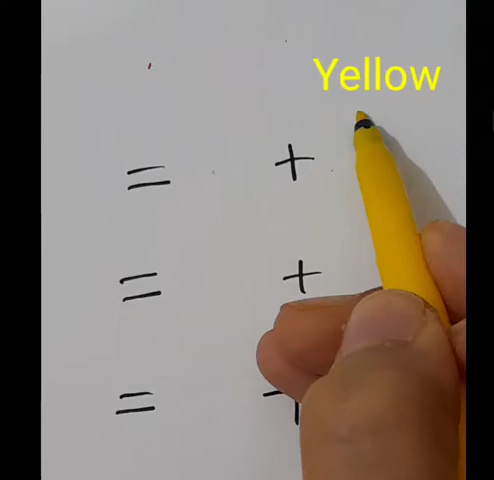 Yellow
= +
= +
= +